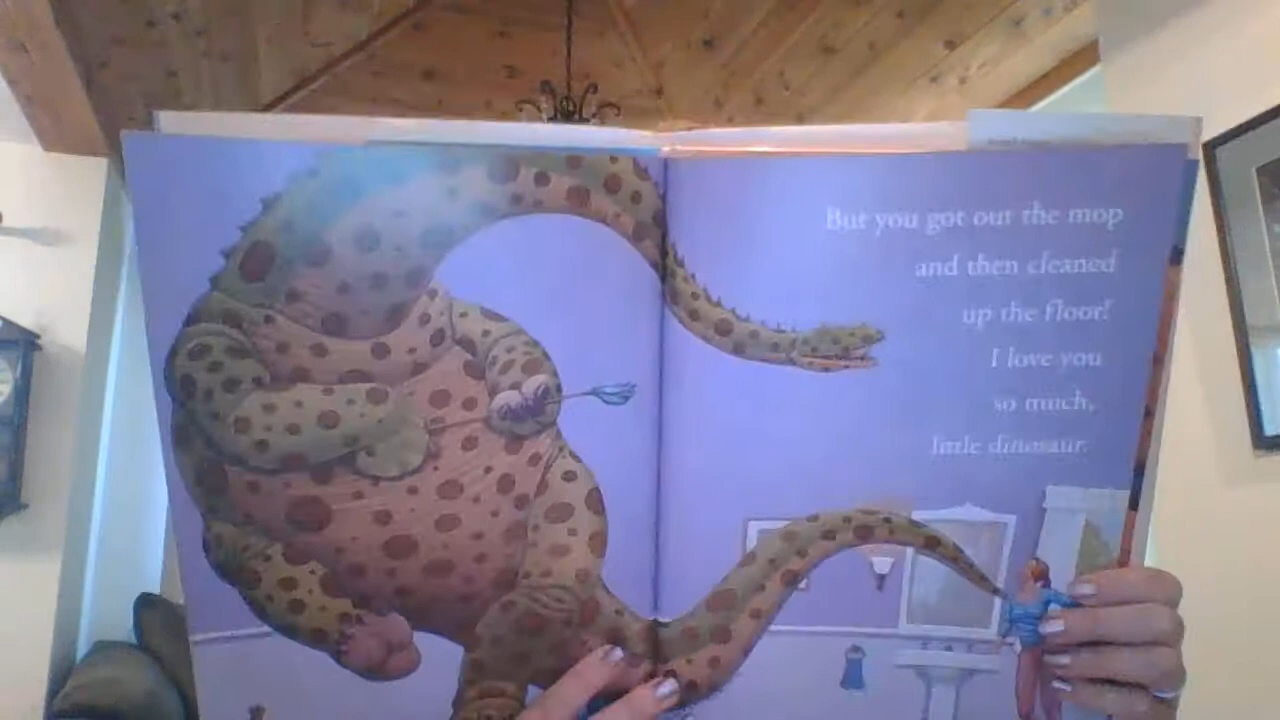 But you got out the mop
and then cleaned
up the floor!
I love you
so much,
little dinosaur.